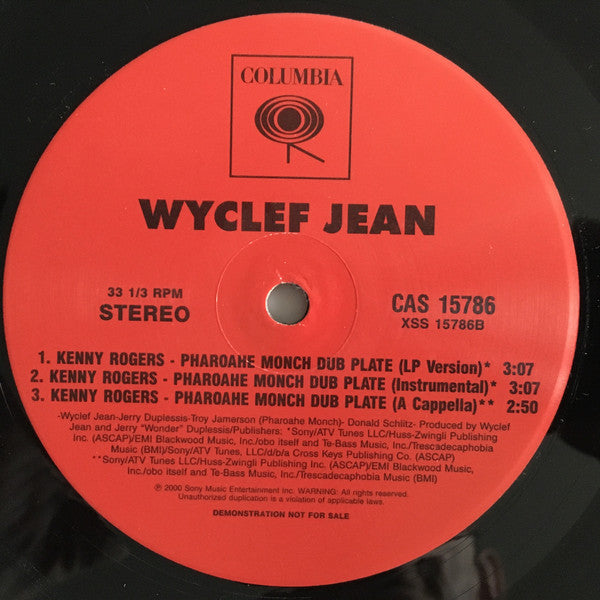 COLUMBIA
WYCLEF JEAN
33 1/3 RPM
STEREO
CAS 15786
XSS 15786B
1. KENNY ROGERS - PHAROAHE MONCH DUB PLATE (LP Version)* 3:07
2. KENNY ROGERS - PHAROAHE MONCH DUB PLATE (Instrumental)* 3:07
3. KENNY ROGERS - PHAROAHE MONCH DUB PLATE (A Cappella)** 2:50
-Wyclef Jean-Jerry Duplessis-Troy Jamerson (Pharoahe Monch)- Donald Schlitz- Produced by Wyclef
Jean and Jerry "Wonder" Duplessis/Publishers: *Sony/ATV Tunes LLC/Huss-Zwingli Publishing
Inc. (ASCAP)/EMI Blackwood Music, Inc./obo itself and Te-Bass Music, Inc./Trescadecaphobia
Music (BMI)/Sony/ATV Tunes, LLC/d/b/a Cross Keys Publishing Co. (ASCAP)
**Sony/ATV Tunes LLC/Huss-Zwingli Publishing Inc. (ASCAP)/EMI Blackwood Music,
Inc./obo itself and Te-Bass Music, Inc./Trescadecaphobia Music (BMI)
℗ 2000 Sony Music Entertainment Inc. WARNING: All rights reserved.
Unauthorized duplication is a violation of applicable laws.
DEMONSTRATION NOT FOR SALE